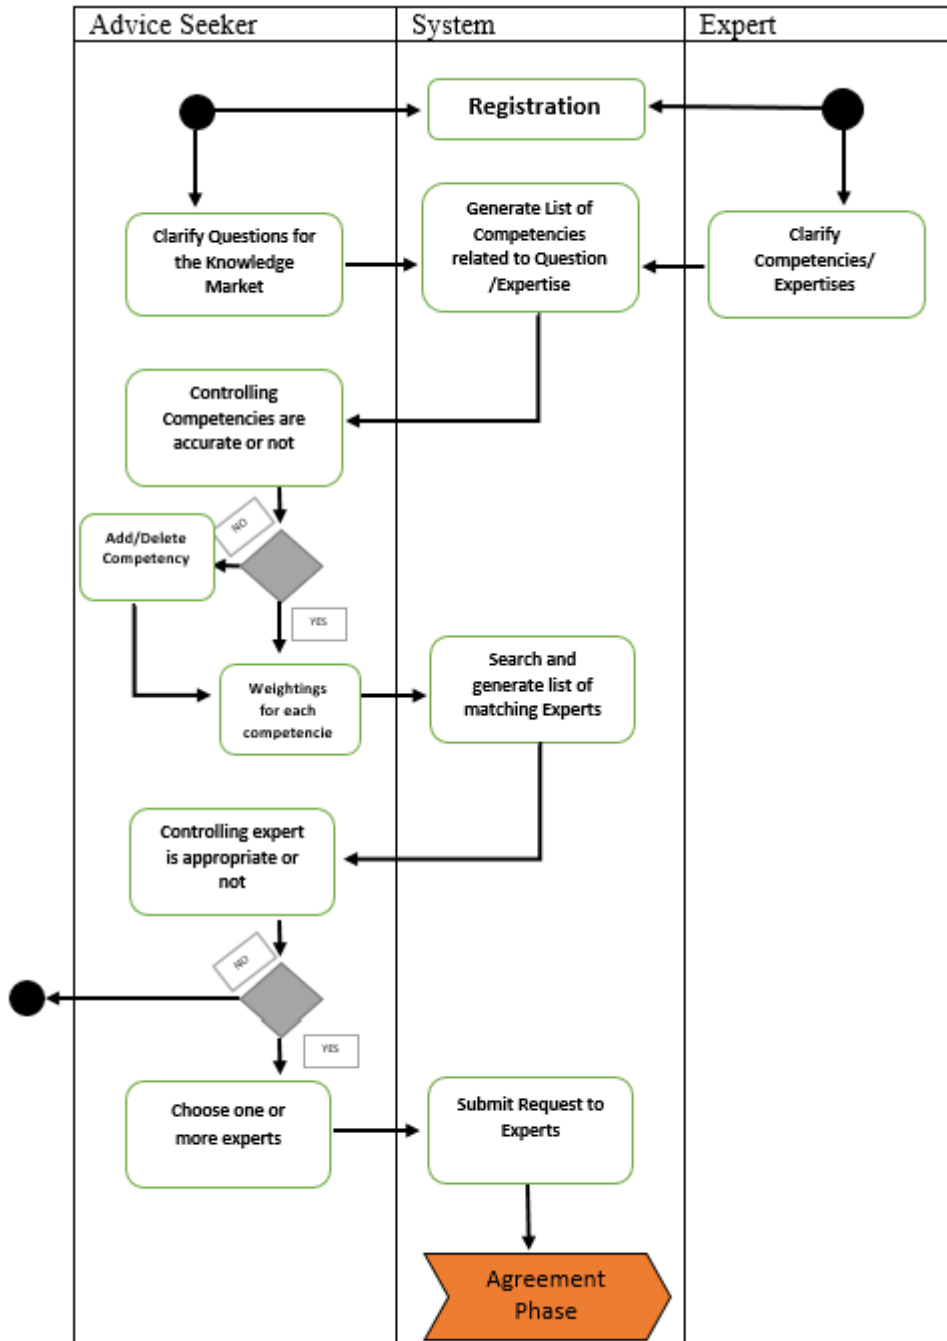 Advice Seeker
System
Expert
Registration
Clarify Questions for
the Knowledge
Market
Generate List of
Competencies
related to Question
/Expertise
Clarify
Competencies/
Expertises
Controlling
Competencies are
accurate or not
NO
Add/Delete
Competency
YES
Weightings
for each
competencie
Search and
generate list of
matching Experts
Controlling expert
is appropriate or
not
NO
YES
Choose one or
more experts
Submit Request to
Experts
Agreement
Phase